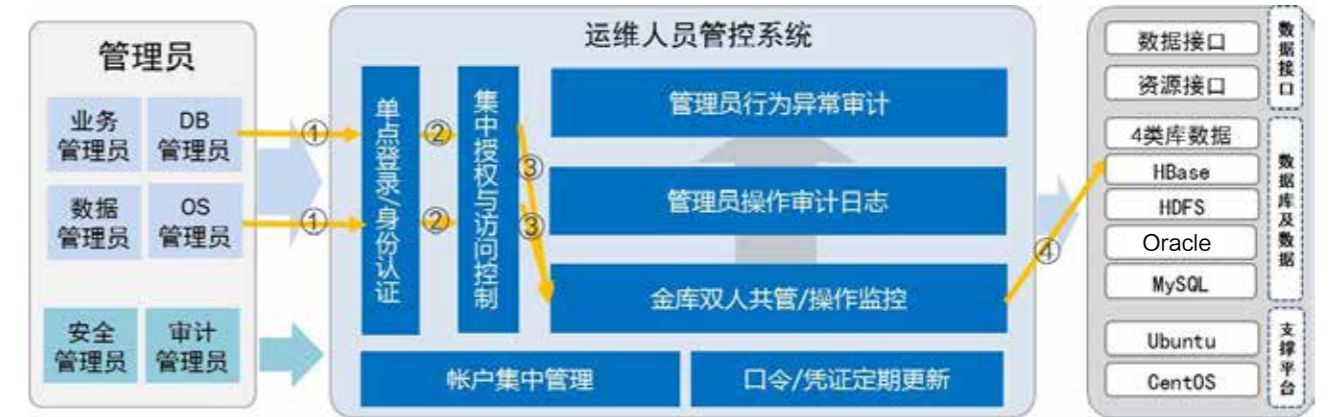 管理员
业务
管理员
DB
管理员
数据
管理员
OS
管理员
安全
管理员
审计
管理员
①
①
运维人员管控系统
单点登录/身份认证
②
②
集中授权与访问控制
③
③
管理员行为异常审计
管理员操作审计日志
金库双人共管/操作监控
帐户集中管理
口令/凭证定期更新
④
数据接口
资源接口
数据接口
4类库数据
HBase
HDFS
Oracle
MySQL
数据库及数据
Ubuntu
CentOS
支撑平台